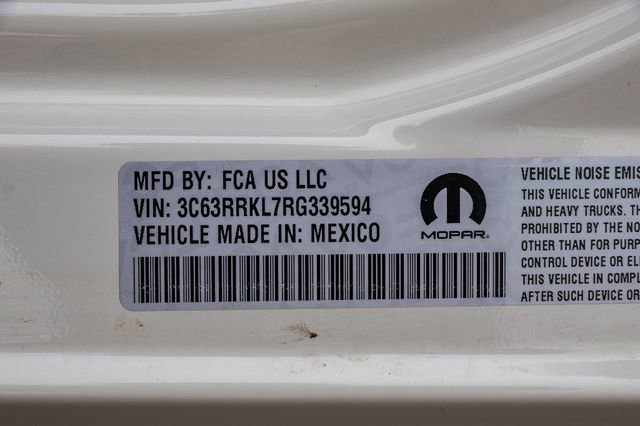 MFD BY: FCA US LLC
VIN: 3C63RRKL7RG339594
VEHICLE MADE IN: MEXICO
MOPAR
VEHICLE NOISE EMIS
THIS VEHICLE CONFORM
AND HEAVY TRUCKS. TH
PROHIBITED BY THE NO
OTHER THAN FOR PURP
CONTROL DEVICE OR EL
THIS VEHICLE IN COMPL
AFTER SUCH DEVICE OR